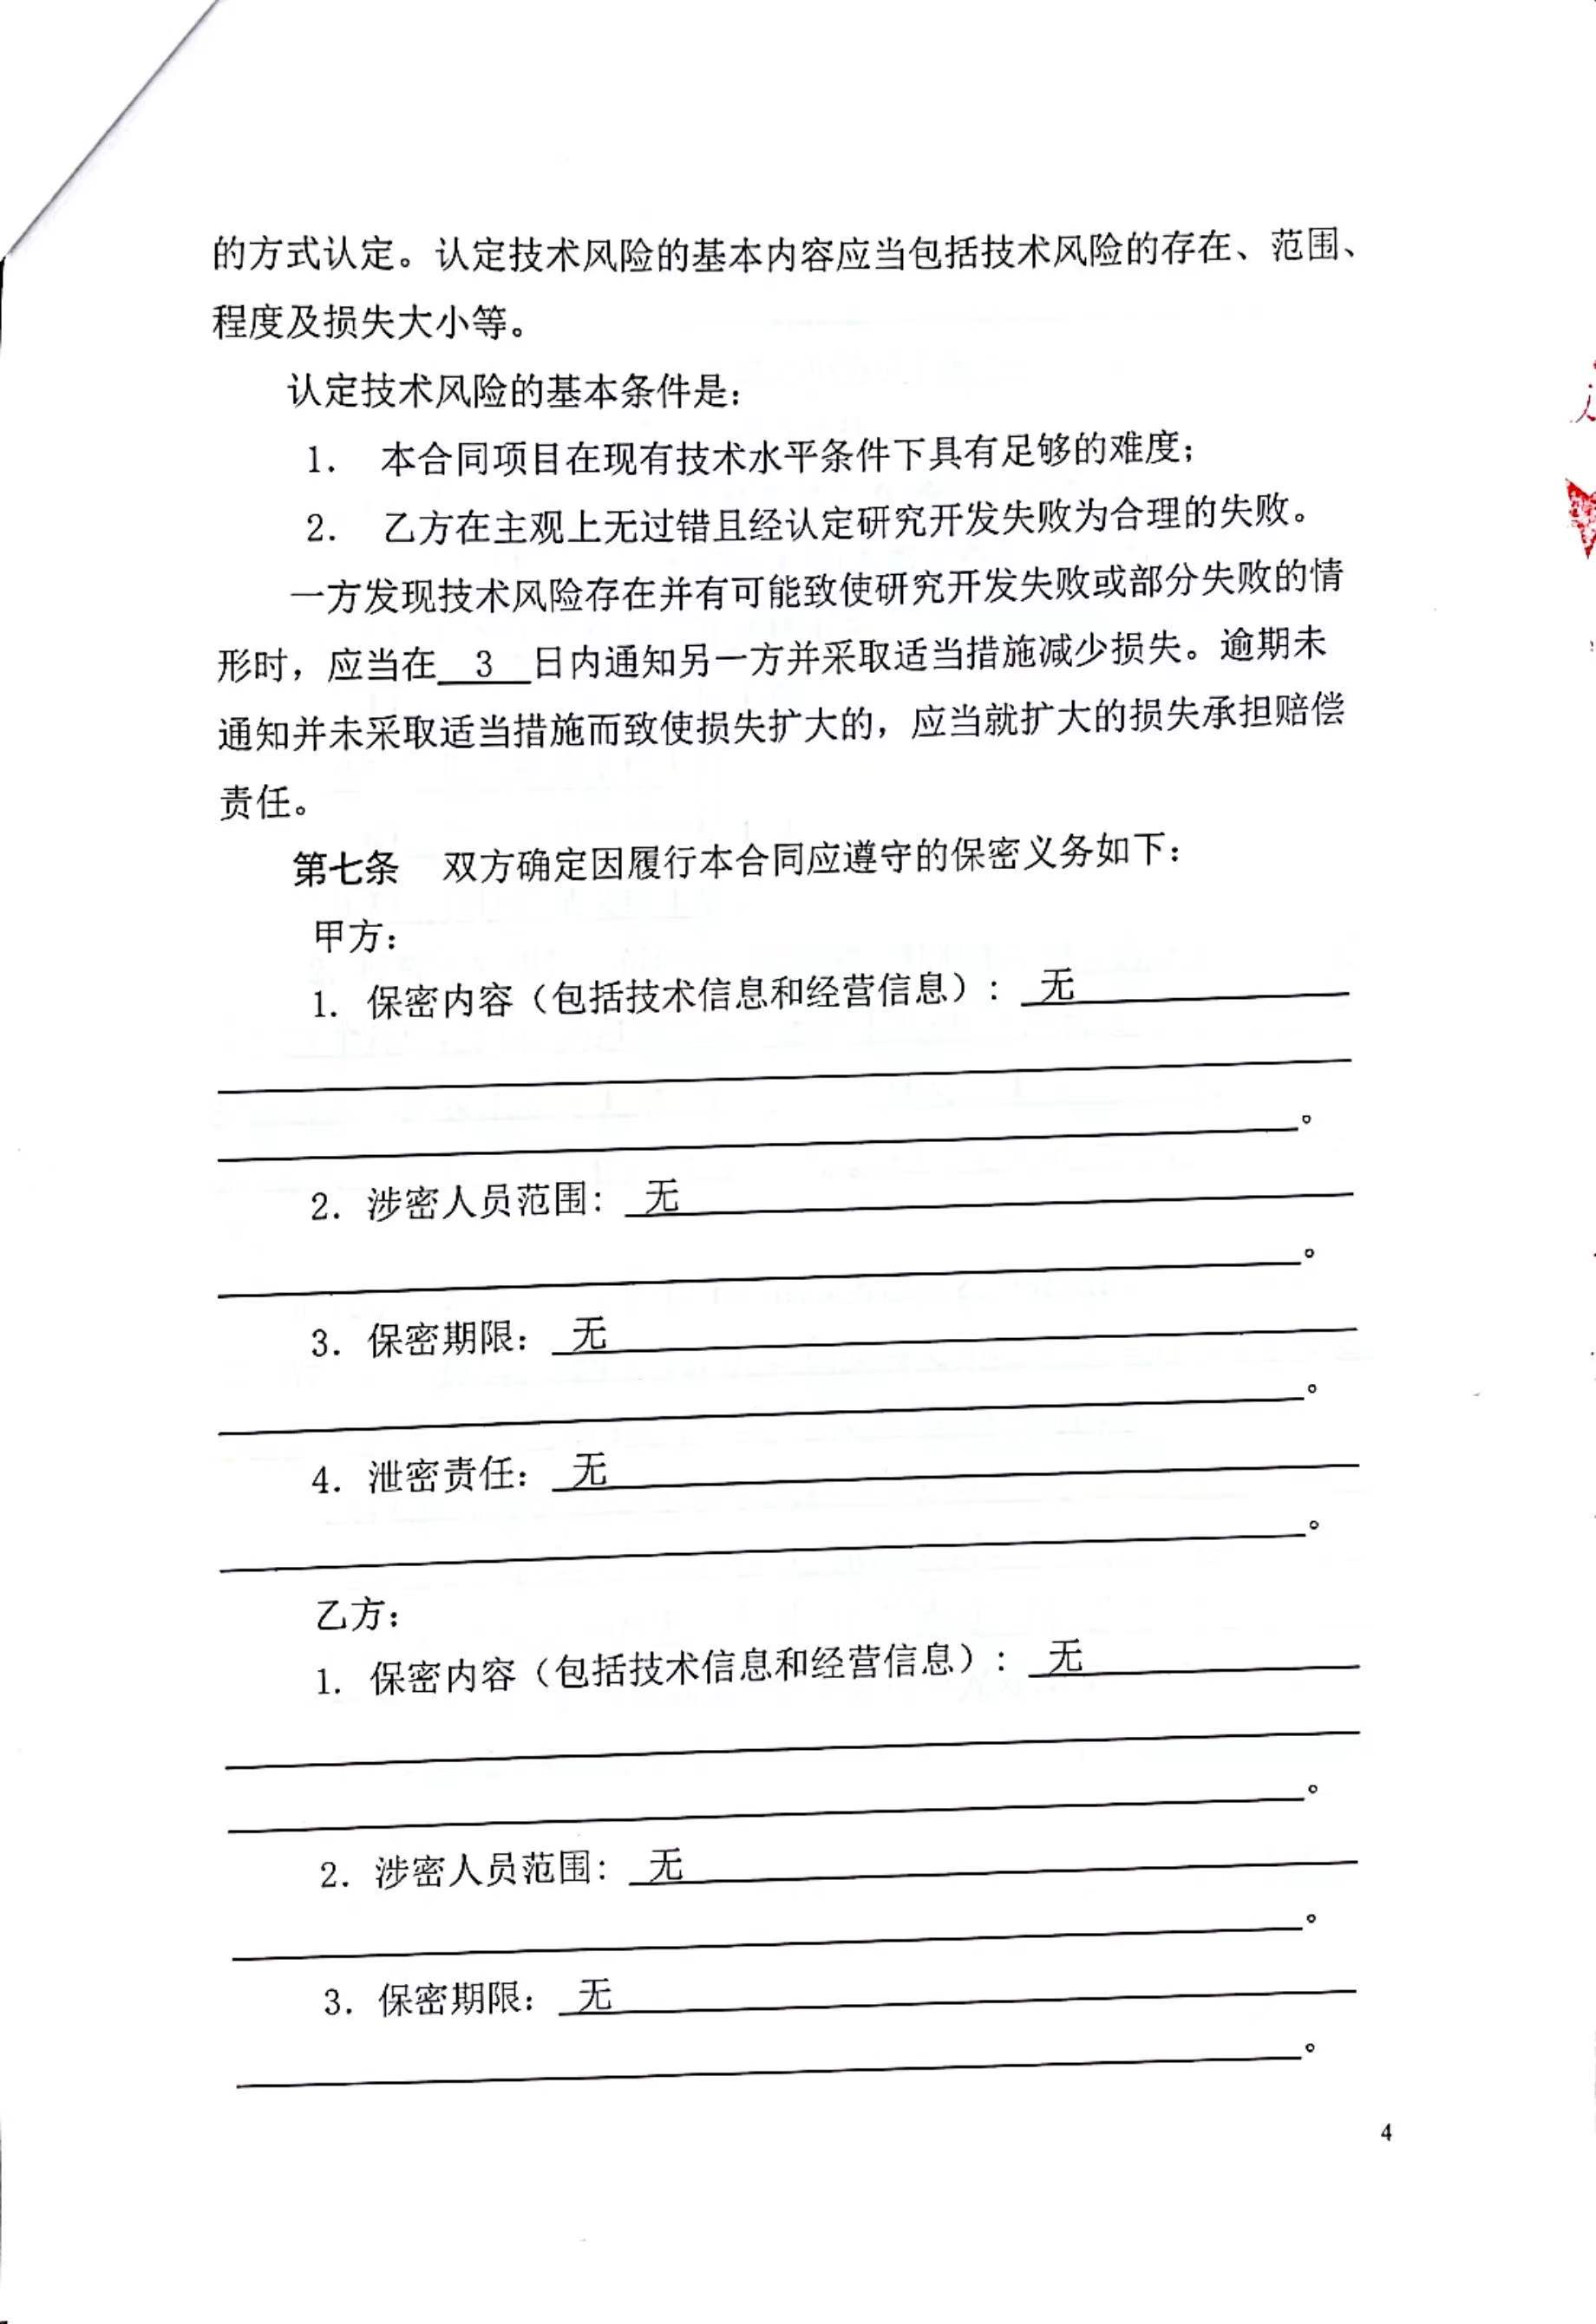 的方式认定。认定技术风险的基本内容应当包括技术风险的存在、范围、
程度及损失大小等。
认定技术风险的基本条件是：
1. 本合同项目在现有技术水平条件下具有足够的难度；
2. 乙方在主观上无过错且经认定研究开发失败为合理的失败。
一方发现技术风险存在并有可能致使研究开发失败或部分失败的情
形时，应当在 3 日内通知另一方并采取适当措施减少损失。逾期未
通知并未采取适当措施而致使损失扩大的，应当就扩大的损失承担赔偿
责任。
第七条 双方确定因履行本合同应遵守的保密义务如下：
甲方：
1. 保密内容（包括技术信息和经营信息）： 无
。
2. 涉密人员范围： 无
。
3. 保密期限： 无
。
4. 泄密责任： 无
。
乙方：
1. 保密内容（包括技术信息和经营信息）： 无
。
2. 涉密人员范围： 无
。
3. 保密期限： 无
。
4